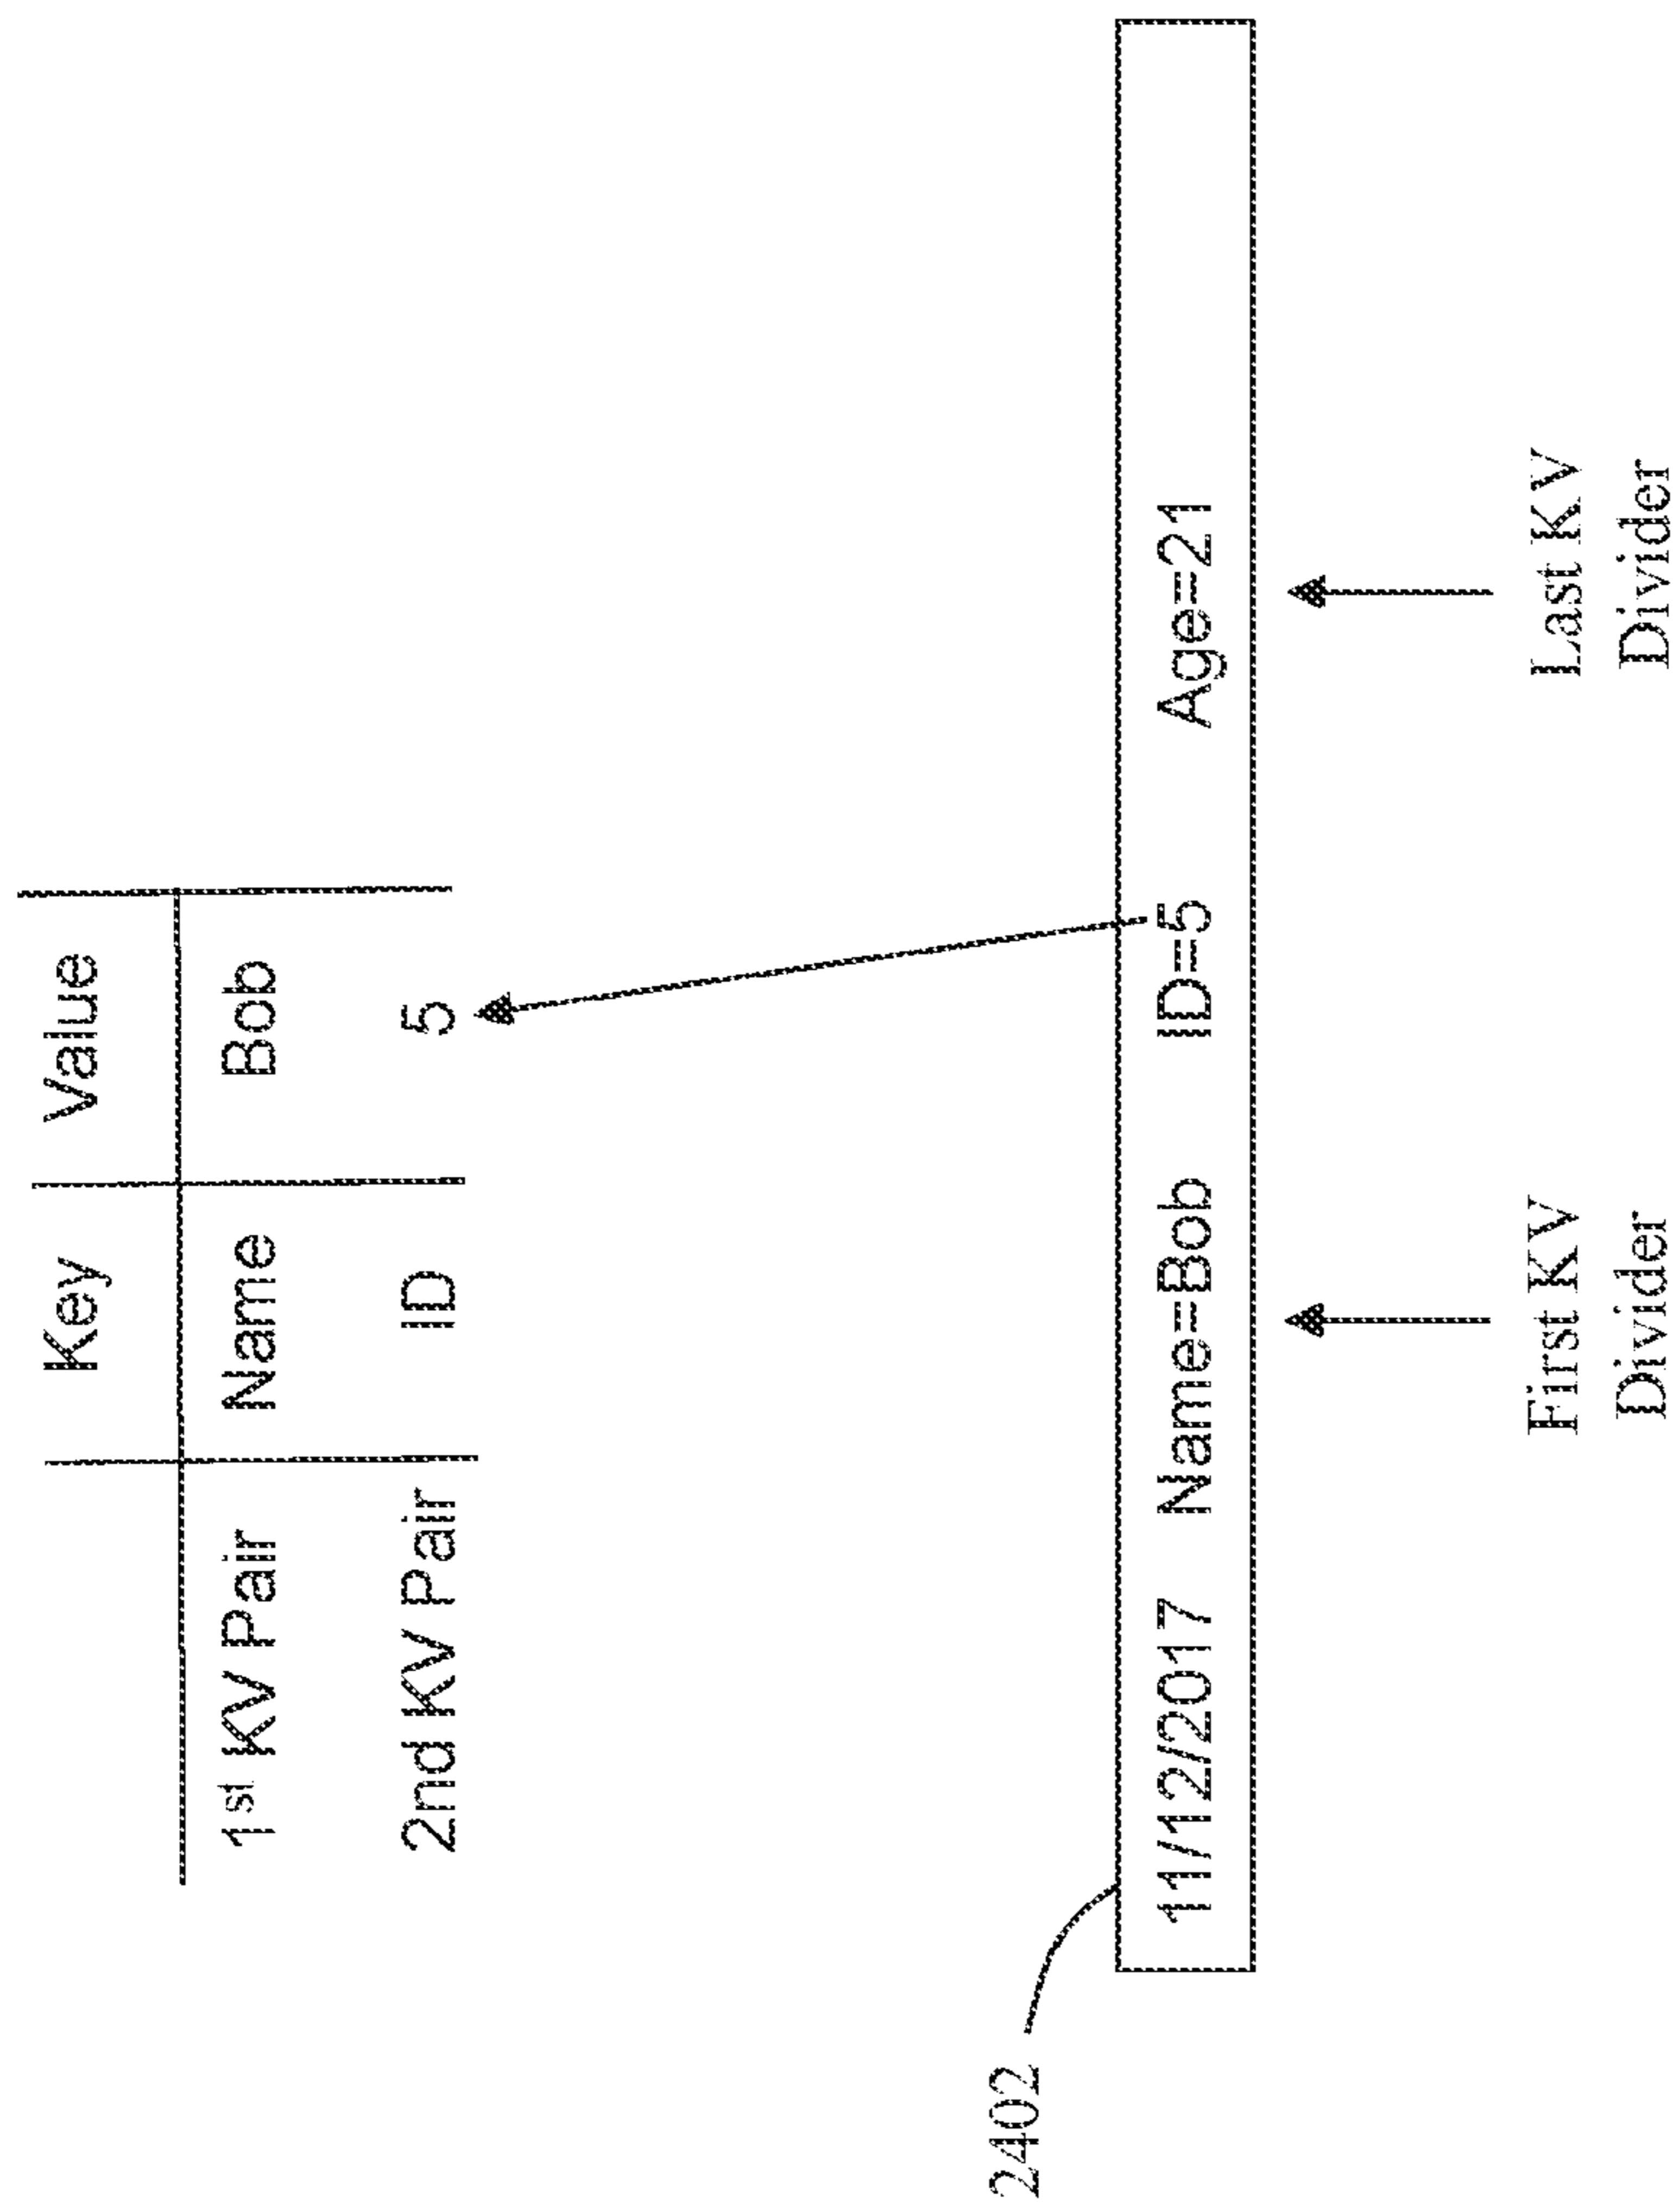 Key Value
1st KV Pair Name Bob
2nd KV Pair ID 5
2402
11/12/2017 Name=Bob ID=5 Age=21
First KV Divider
Last KV Divider